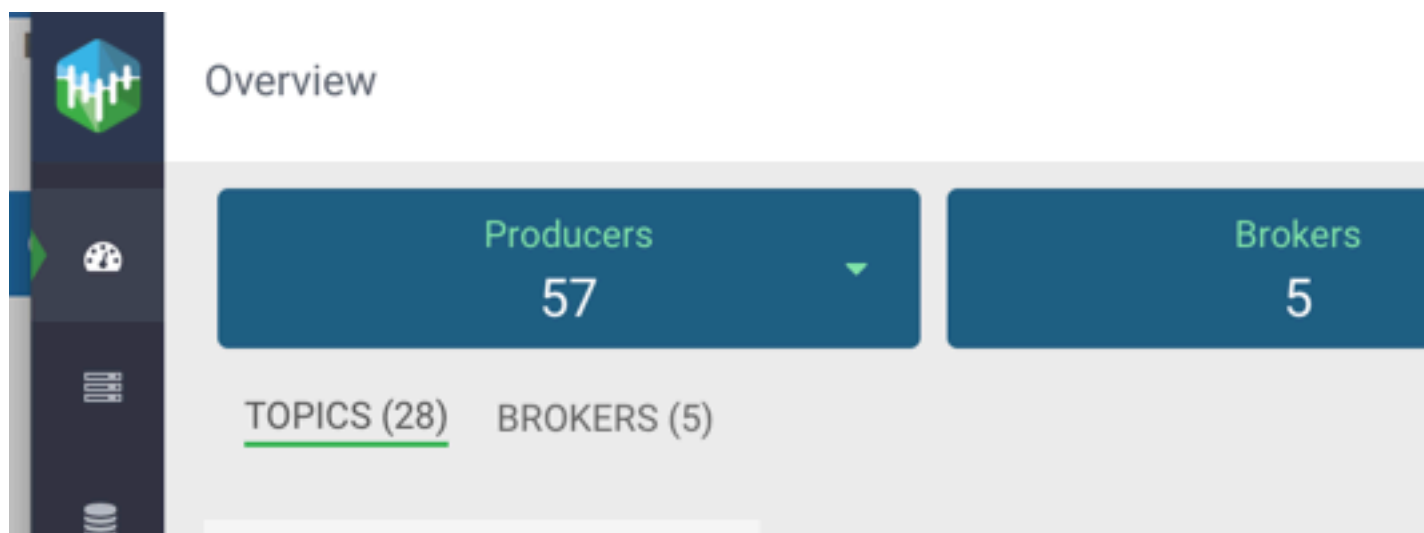 Overview
Producers
57
Brokers
5
TOPICS (28)
BROKERS (5)